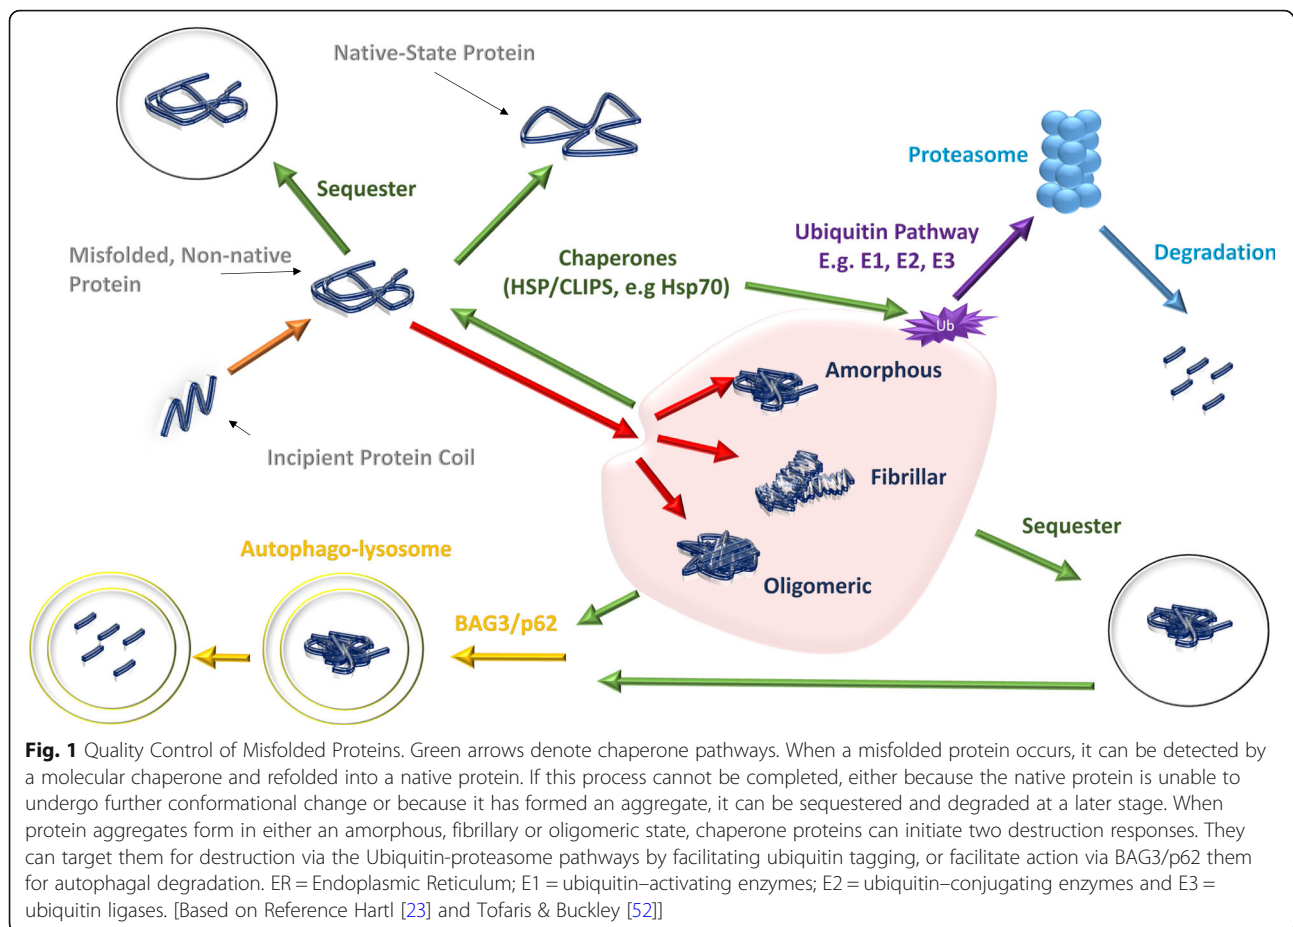 Native-State Protein
Proteasome
Sequester
Ubiquitin Pathway
E.g. E1, E2, E3
Misfolded, Non-native
Protein
Chaperones
(HSP/CLIPS, e.g Hsp70)
Degradation
Ub
Amorphous
Incipient Protein Coil
Fibrillar
Sequester
Autophago-lysosome
Oligomeric
BAG3/p62
Fig. 1 Quality Control of Misfolded Proteins. Green arrows denote chaperone pathways. When a misfolded protein occurs, it can be detected by
a molecular chaperone and refolded into a native protein. If this process cannot be completed, either because the native protein is unable to
undergo further conformational change or because it has formed an aggregate, it can be sequestered and degraded at a later stage. When
protein aggregates form in either an amorphous, fibrillary or oligomeric state, chaperone proteins can initiate two destruction responses. They
can target them for destruction via the Ubiquitin-proteasome pathways by facilitating ubiquitin tagging, or facilitate action via BAG3/p62 them
for autophagal degradation. ER = Endoplasmic Reticulum; E1 = ubiquitin–activating enzymes; E2 = ubiquitin–conjugating enzymes and E3 =
ubiquitin ligases. [Based on Reference Hartl [23] and Tofaris & Buckley [52]]